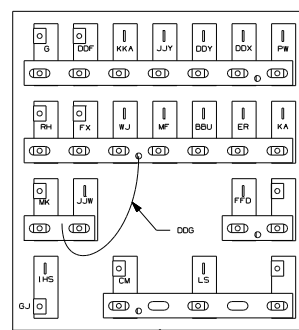 G DDF KKA JJY DDY DDX PW
RH FX WJ MF BBU ER KA
MK JJW FFD
DDG
IHS CM LS
GJ